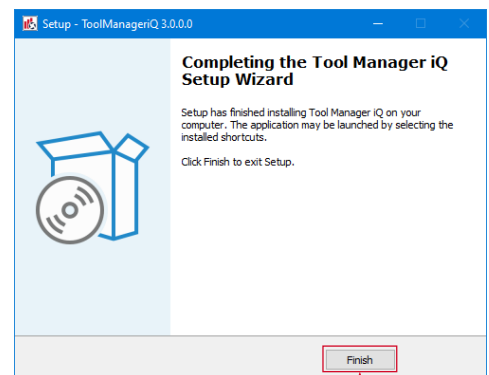 Setup - ToolManageriQ 3.0.0.0
Completing the Tool Manager iQ
Setup Wizard
Setup has finished installing Tool Manager iQ on your
computer. The application may be launched by selecting the
installed shortcuts.
Click Finish to exit Setup.
Finish